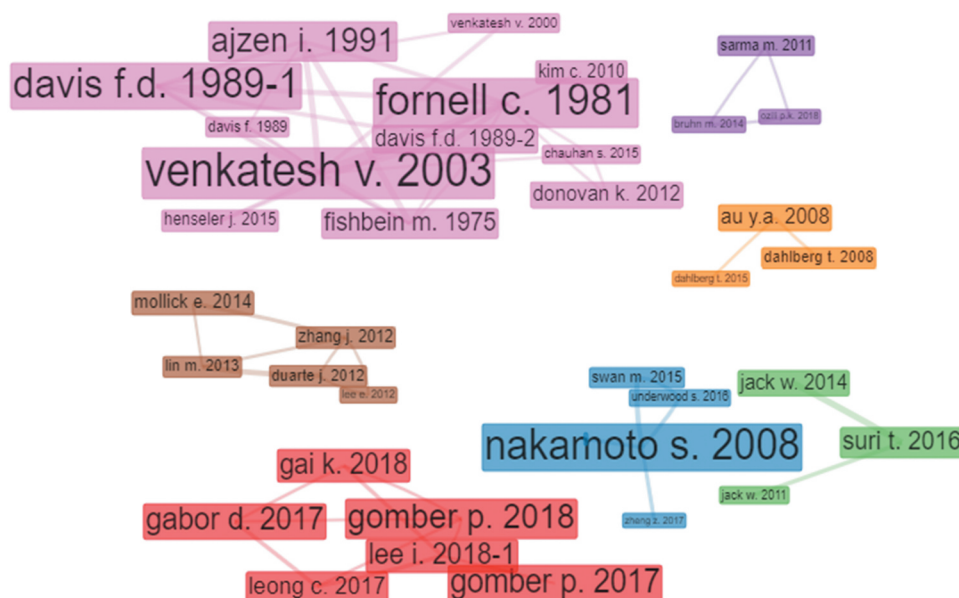 venkatesh v. 2000
ajzen i. 1991
sarma m. 2011
kim c. 2010
davis f.d. 1989-1
fornell c. 1981
bruhn m. 2014
ozili p.k. 2018
davis f. 1989
davis f.d. 1989-2
chauhan s. 2015
venkatesh v. 2003
donovan k. 2012
henseler j. 2015
fishbein m. 1975
au y.a. 2008
dahlberg t. 2008
dahlberg t. 2015
mollick e. 2014
zhang j. 2012
lin m. 2013
duarte j. 2012
lee e. 2012
swan m. 2015
jack w. 2014
underwood s. 2016
nakamoto s. 2008
suri t. 2016
gai k. 2018
jack w. 2011
gabor d. 2017
gomber p. 2018
zheng z. 2017
lee i. 2018-1
leong c. 2017
gomber p. 2017